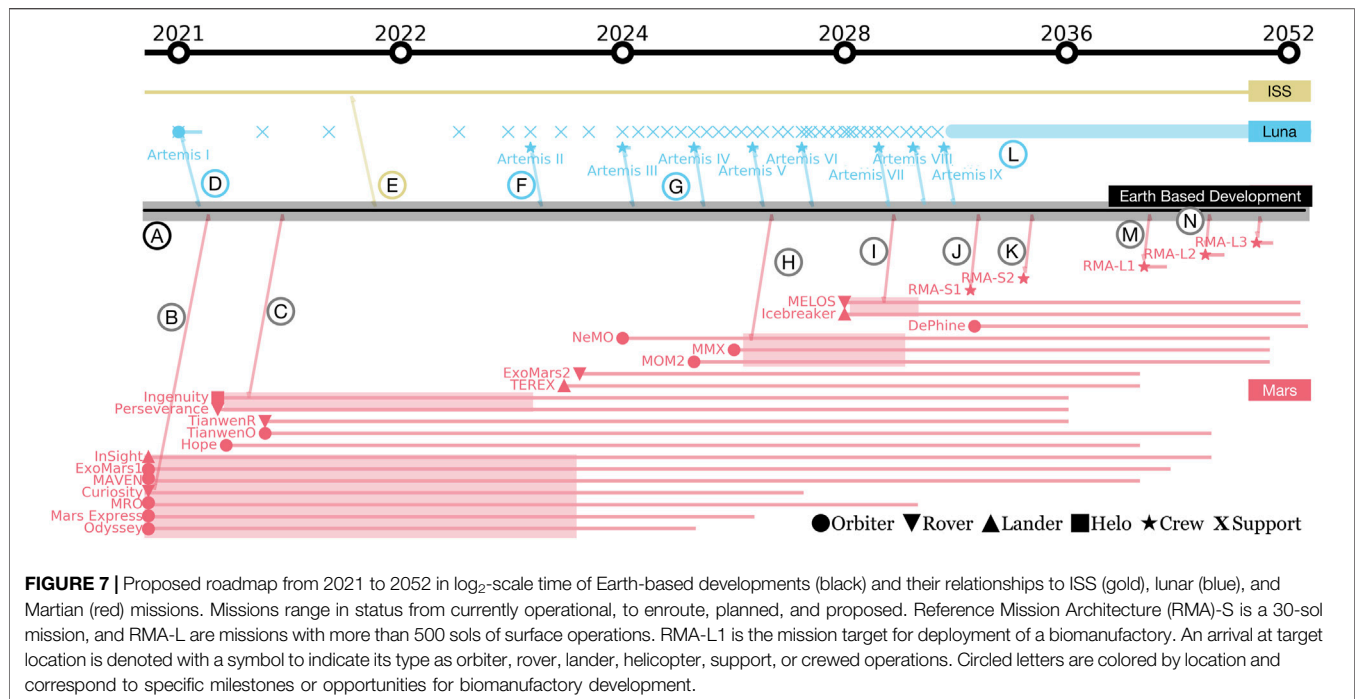 2021 2022 2024 2028 2036 2052
ISS
Luna
Artemis I
Artemis II
Artemis III
Artemis IV
Artemis V
Artemis VI
Artemis VII
Artemis VIII
Artemis IX
L
D
E
F
G
Earth Based Development
A
B
C
H
I
J
K
M
N
RMA-L3
RMA-L2
RMA-L1
RMA-S2
RMA-S1
MELOS
Icebreaker
DePhine
NeMO
MMX
MOM2
ExoMars2
TEREX
Ingenuity
Perseverance
Mars
TianwenR
TianwenO
Hope
InSight
ExoMars1
MAVEN
Curiosity
MRO
Mars Express
Odyssey
Orbiter Rover Lander Helo Crew X Support
FIGURE 7 | Proposed roadmap from 2021 to 2052 in log2-scale time of Earth-based developments (black) and their relationships to ISS (gold), lunar (blue), and
Martian (red) missions. Missions range in status from currently operational, to enroute, planned, and proposed. Reference Mission Architecture (RMA)-S is a 30-sol
mission, and RMA-L are missions with more than 500 sols of surface operations. RMA-L1 is the mission target for deployment of a biomanufactory. An arrival at target
location is denoted with a symbol to indicate its type as orbiter, rover, lander, helicopter, support, or crewed operations. Circled letters are colored by location and
correspond to specific milestones or opportunities for biomanufactory development.